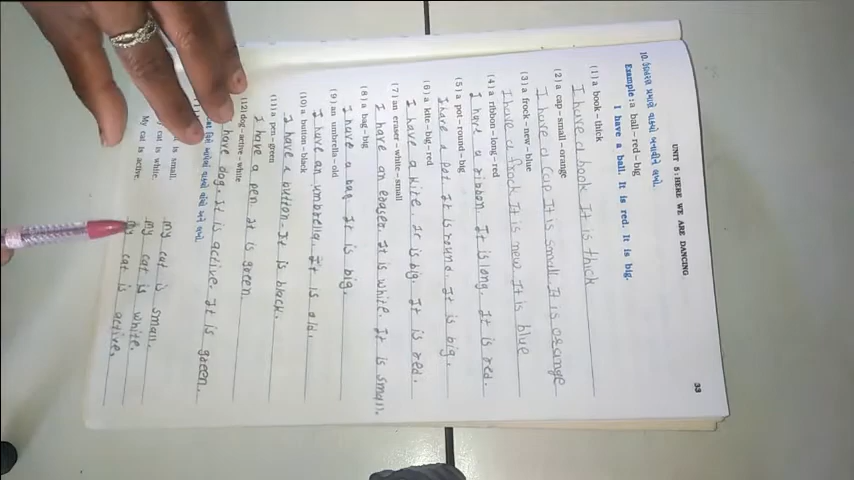 33
UNIT 5 : HERE WE ARE DANCING
10.
Example : a ball - red - big
I have a ball. It is red. It is big.
(1) a book - thick
I have a book It is thick
(2) a cap - small - orange
I have a cap It is small It is orange
(3) a frock - new - blue
I have a frock It is new It is blue
(4) a ribbon - long - red
I have a ribbon. It is long. It is red.
(5) a pot - round - big
I have a pot. It is round. It is big.
(6) a kite - big - red
I have a kite. It is big. It is red.
(7) an eraser - white - small
I have an eraser. It is white. It is small.
(8) a bag - big
I have a bag It is big.
(9) an umbrella - old
I have an umbrella. It is old.
(10) a button - black
I have a button. It is black.
(11) a pen - green
I have a pen It is green
(12) dog - active - white
have dog. It is active. It is green.
is small. my cat is small.
My cat is white. my cat is white.
My cat is active. my cat is active.